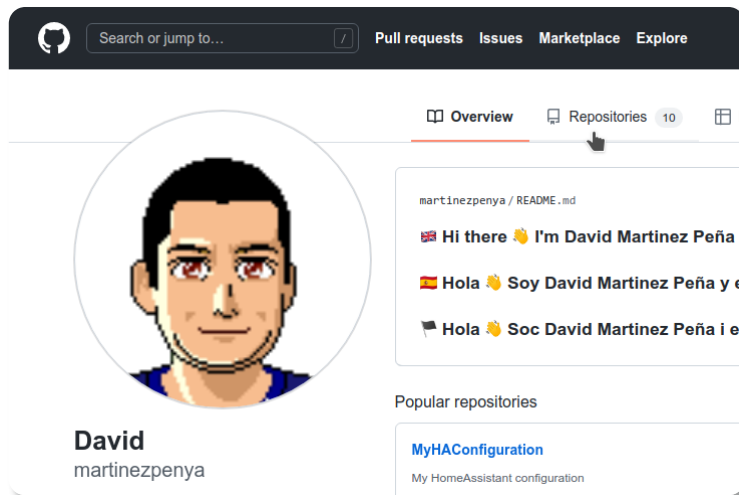 Search or jump to… /
Pull requests Issues Marketplace Explore
Overview Repositories 10
martinezpenya/README.md
🇬🇧 Hi there 👋 I'm David Martinez Peña
🇪🇸 Hola 👋 Soy David Martinez Peña y e
🏴 Hola 👋 Soc David Martinez Peña i e
David
martinezpenya
Popular repositories
MyHAConfiguration
My HomeAssistant configuration